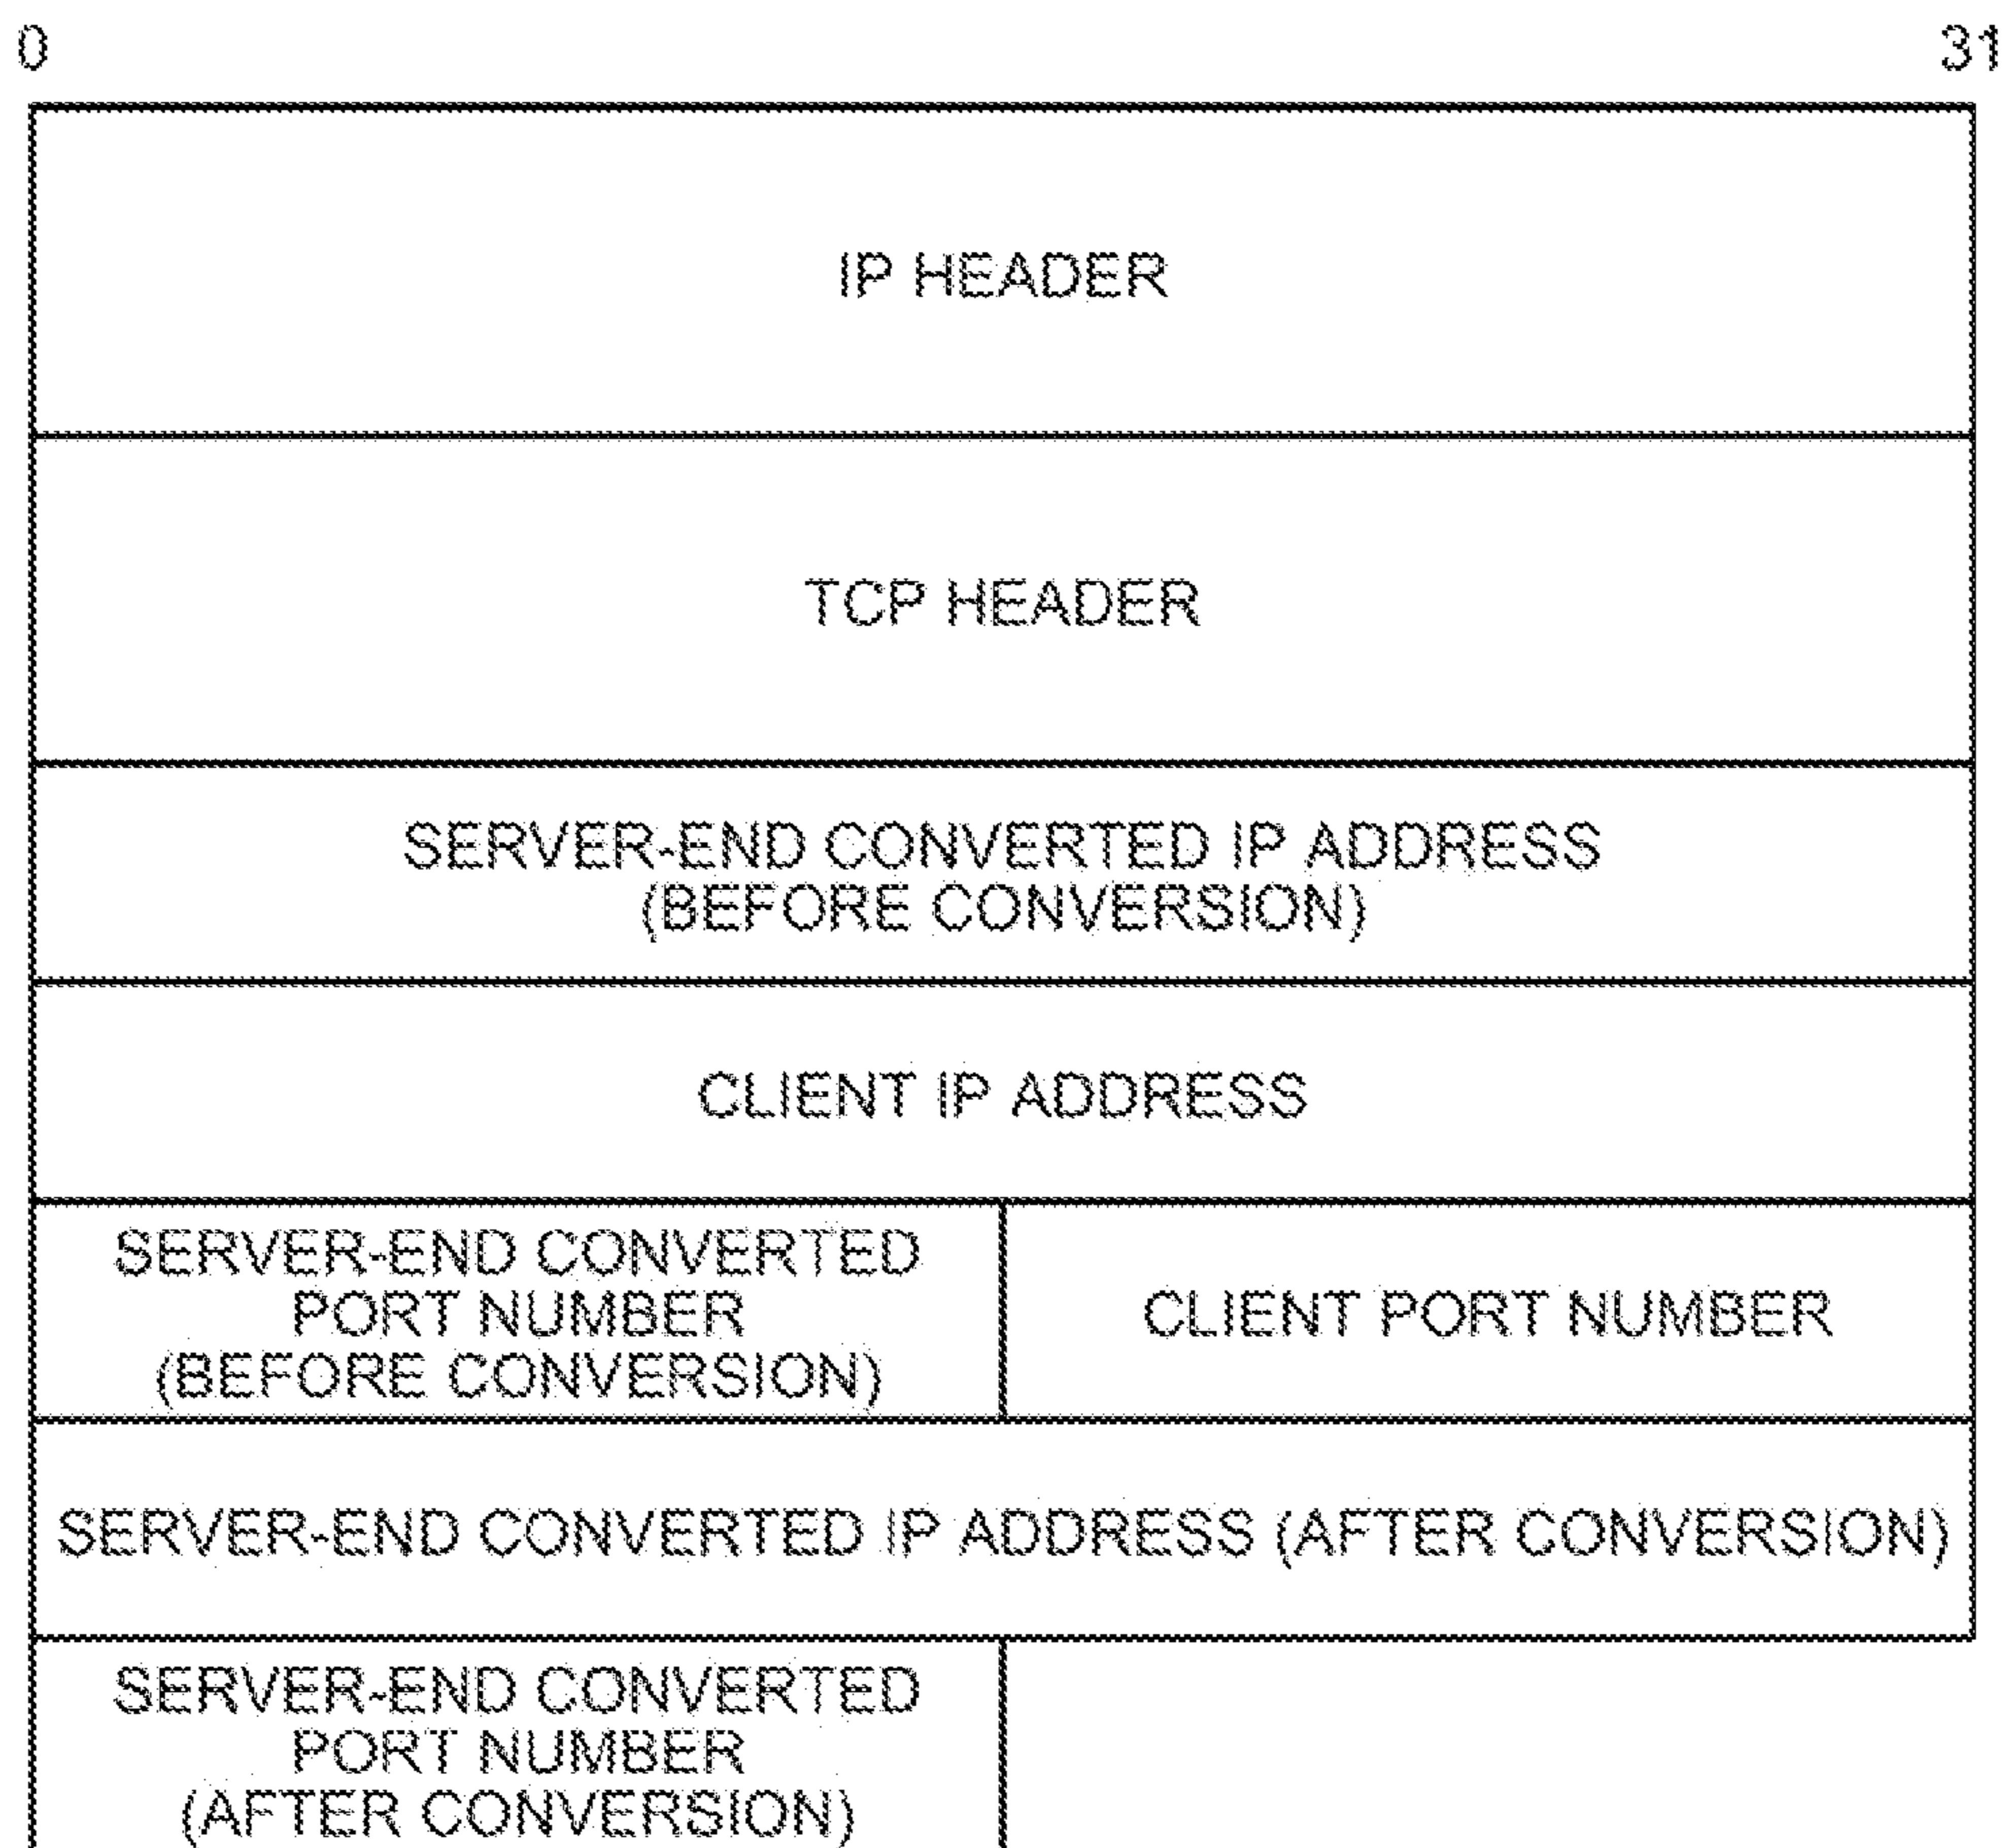 0 31
IP HEADER
TCP HEADER
SERVER-END CONVERTED IP ADDRESS
(BEFORE CONVERSION)
CLIENT IP ADDRESS
SERVER-END CONVERTED
PORT NUMBER
(BEFORE CONVERSION)
CLIENT PORT NUMBER
SERVER-END CONVERTED IP ADDRESS (AFTER CONVERSION)
SERVER-END CONVERTED
PORT NUMBER
(AFTER CONVERSION)